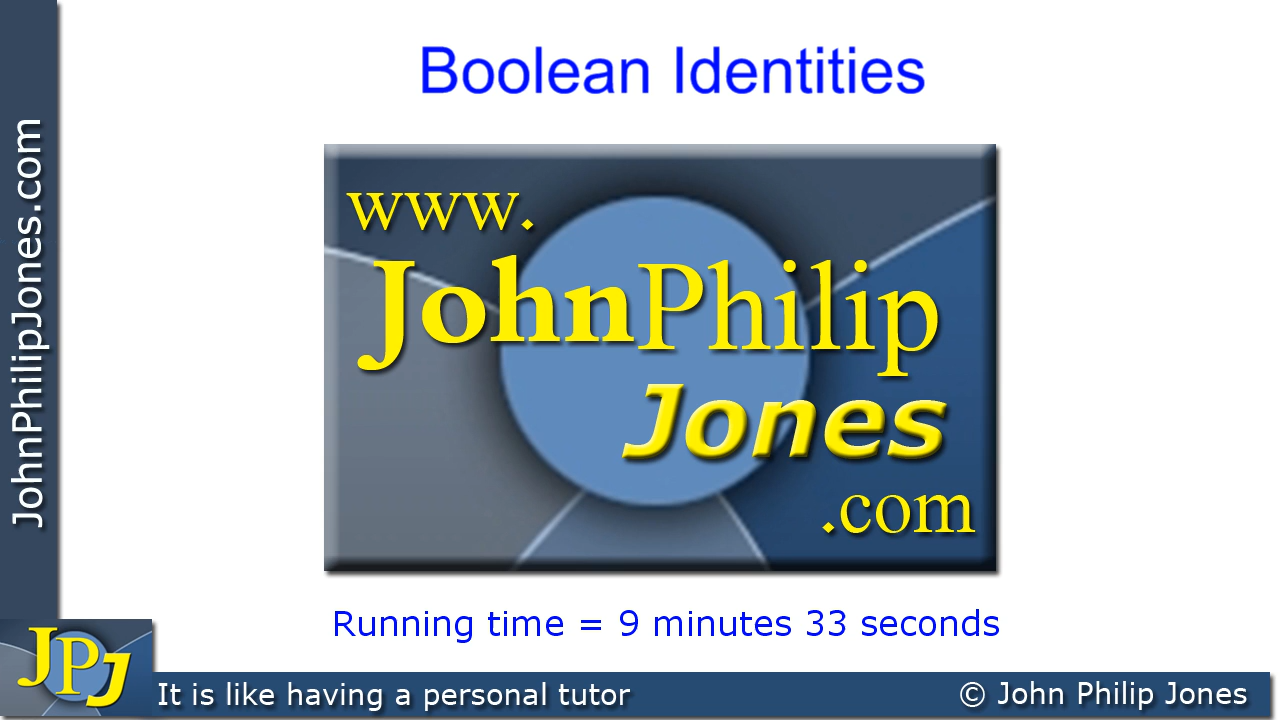 Boolean Identities
www.
JohnPhilip
Jones
.com
Running time = 9 minutes 33 seconds
JohnPhilipJones.com
JPJ
It is like having a personal tutor
© John Philip Jones